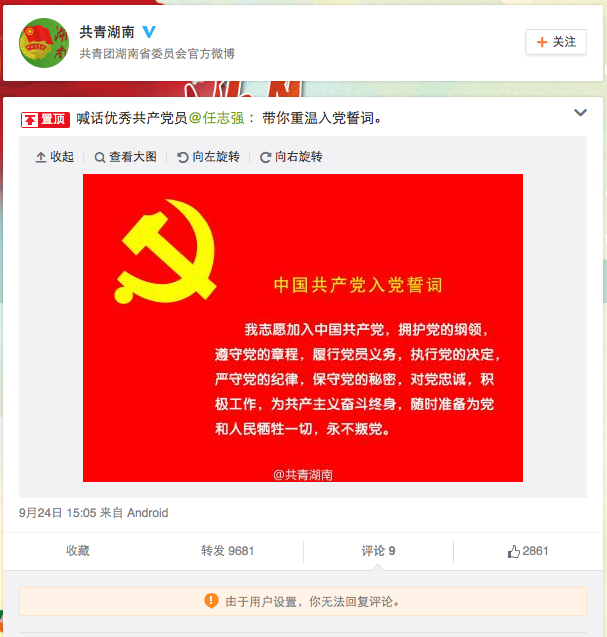 共青湖南
共青团湖南省委员会官方微博
关注
置顶 喊话优秀共产党员@任志强：带你重温入党誓词。
收起 查看大图 向左旋转 向右旋转
中国共产党入党誓词
我志愿加入中国共产党，拥护党的纲领，
遵守党的章程，履行党员义务，执行党的决定，
严守党的纪律，保守党的秘密，对党忠诚，积
极工作，为共产主义奋斗终身，随时准备为党
和人民牺牲一切，永不叛党。
@共青湖南
9月24日 15:05 来自 Android
收藏 转发 9681 评论 9 2861
由于用户设置，你无法回复评论。